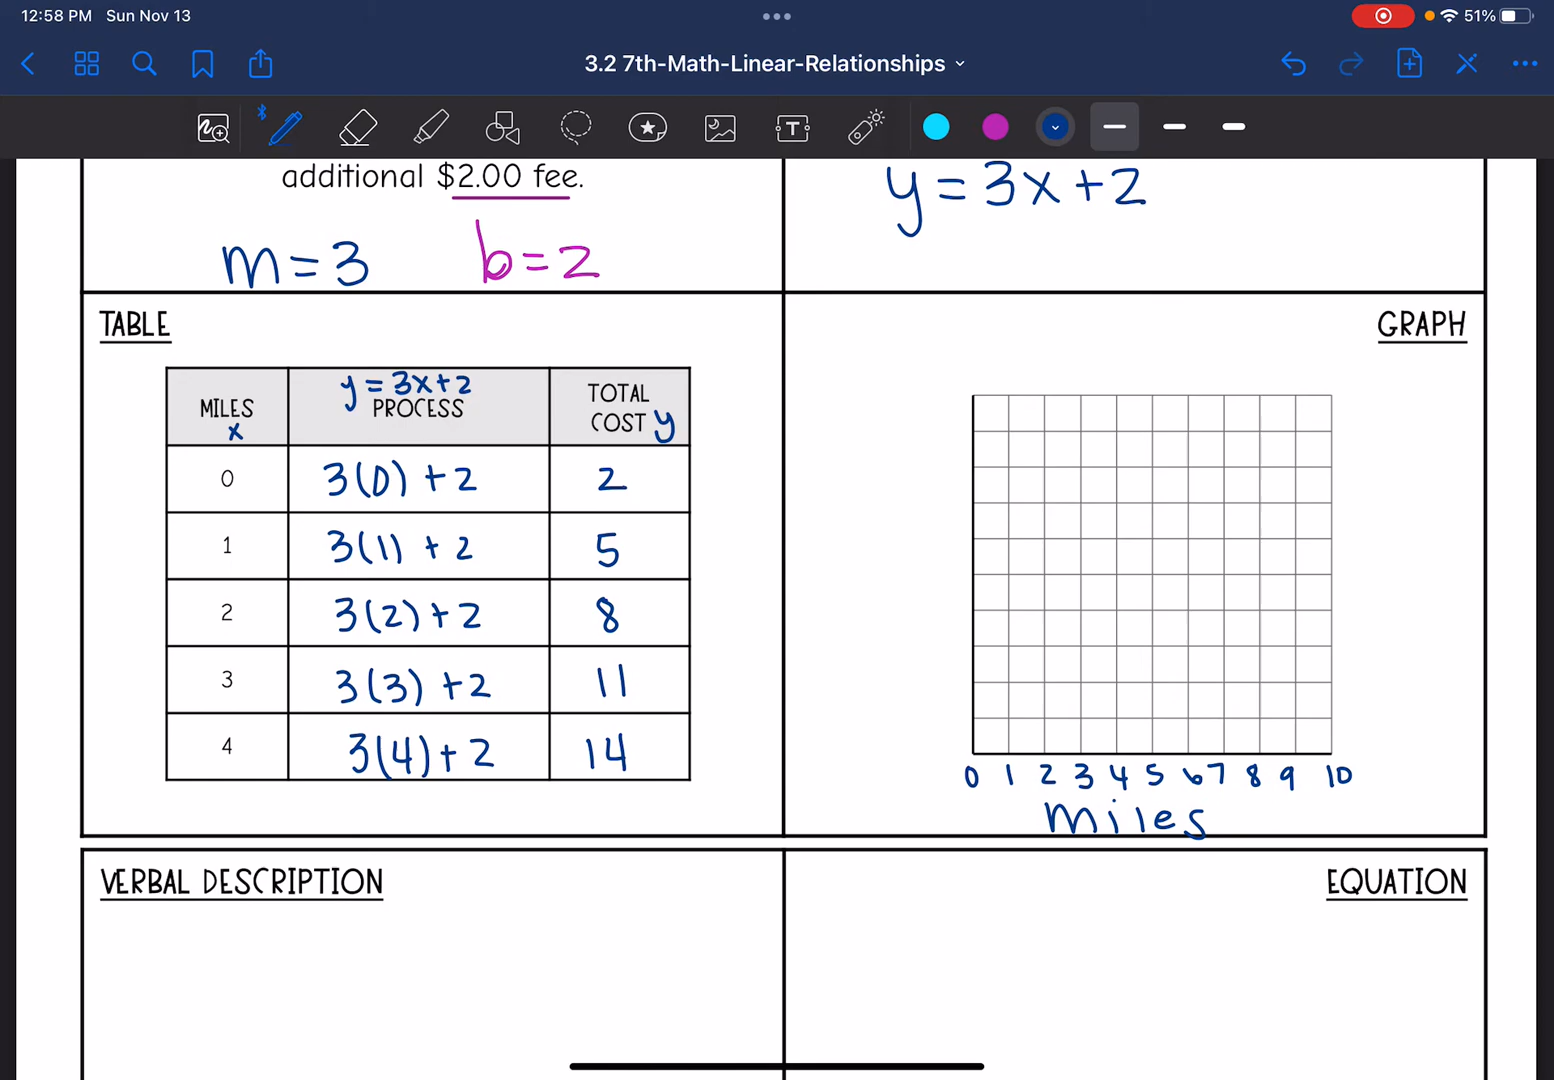 12:58 PM Sun Nov 13
51%
3.2 7th-Math-Linear-Relationships
T
additional $2.00 fee.
y = 3x + 2
m = 3 b = 2
TABLE
GRAPH
MILES x
y = 3x + 2 PROCESS
TOTAL COST y
0 3(0) + 2 2
1 3(1) + 2 5
2 3(2) + 2 8
3 3(3) + 2 11
4 3(4) + 2 14
0 1 2 3 4 5 6 7 8 9 10
miles
VERBAL DESCRIPTION
EQUATION